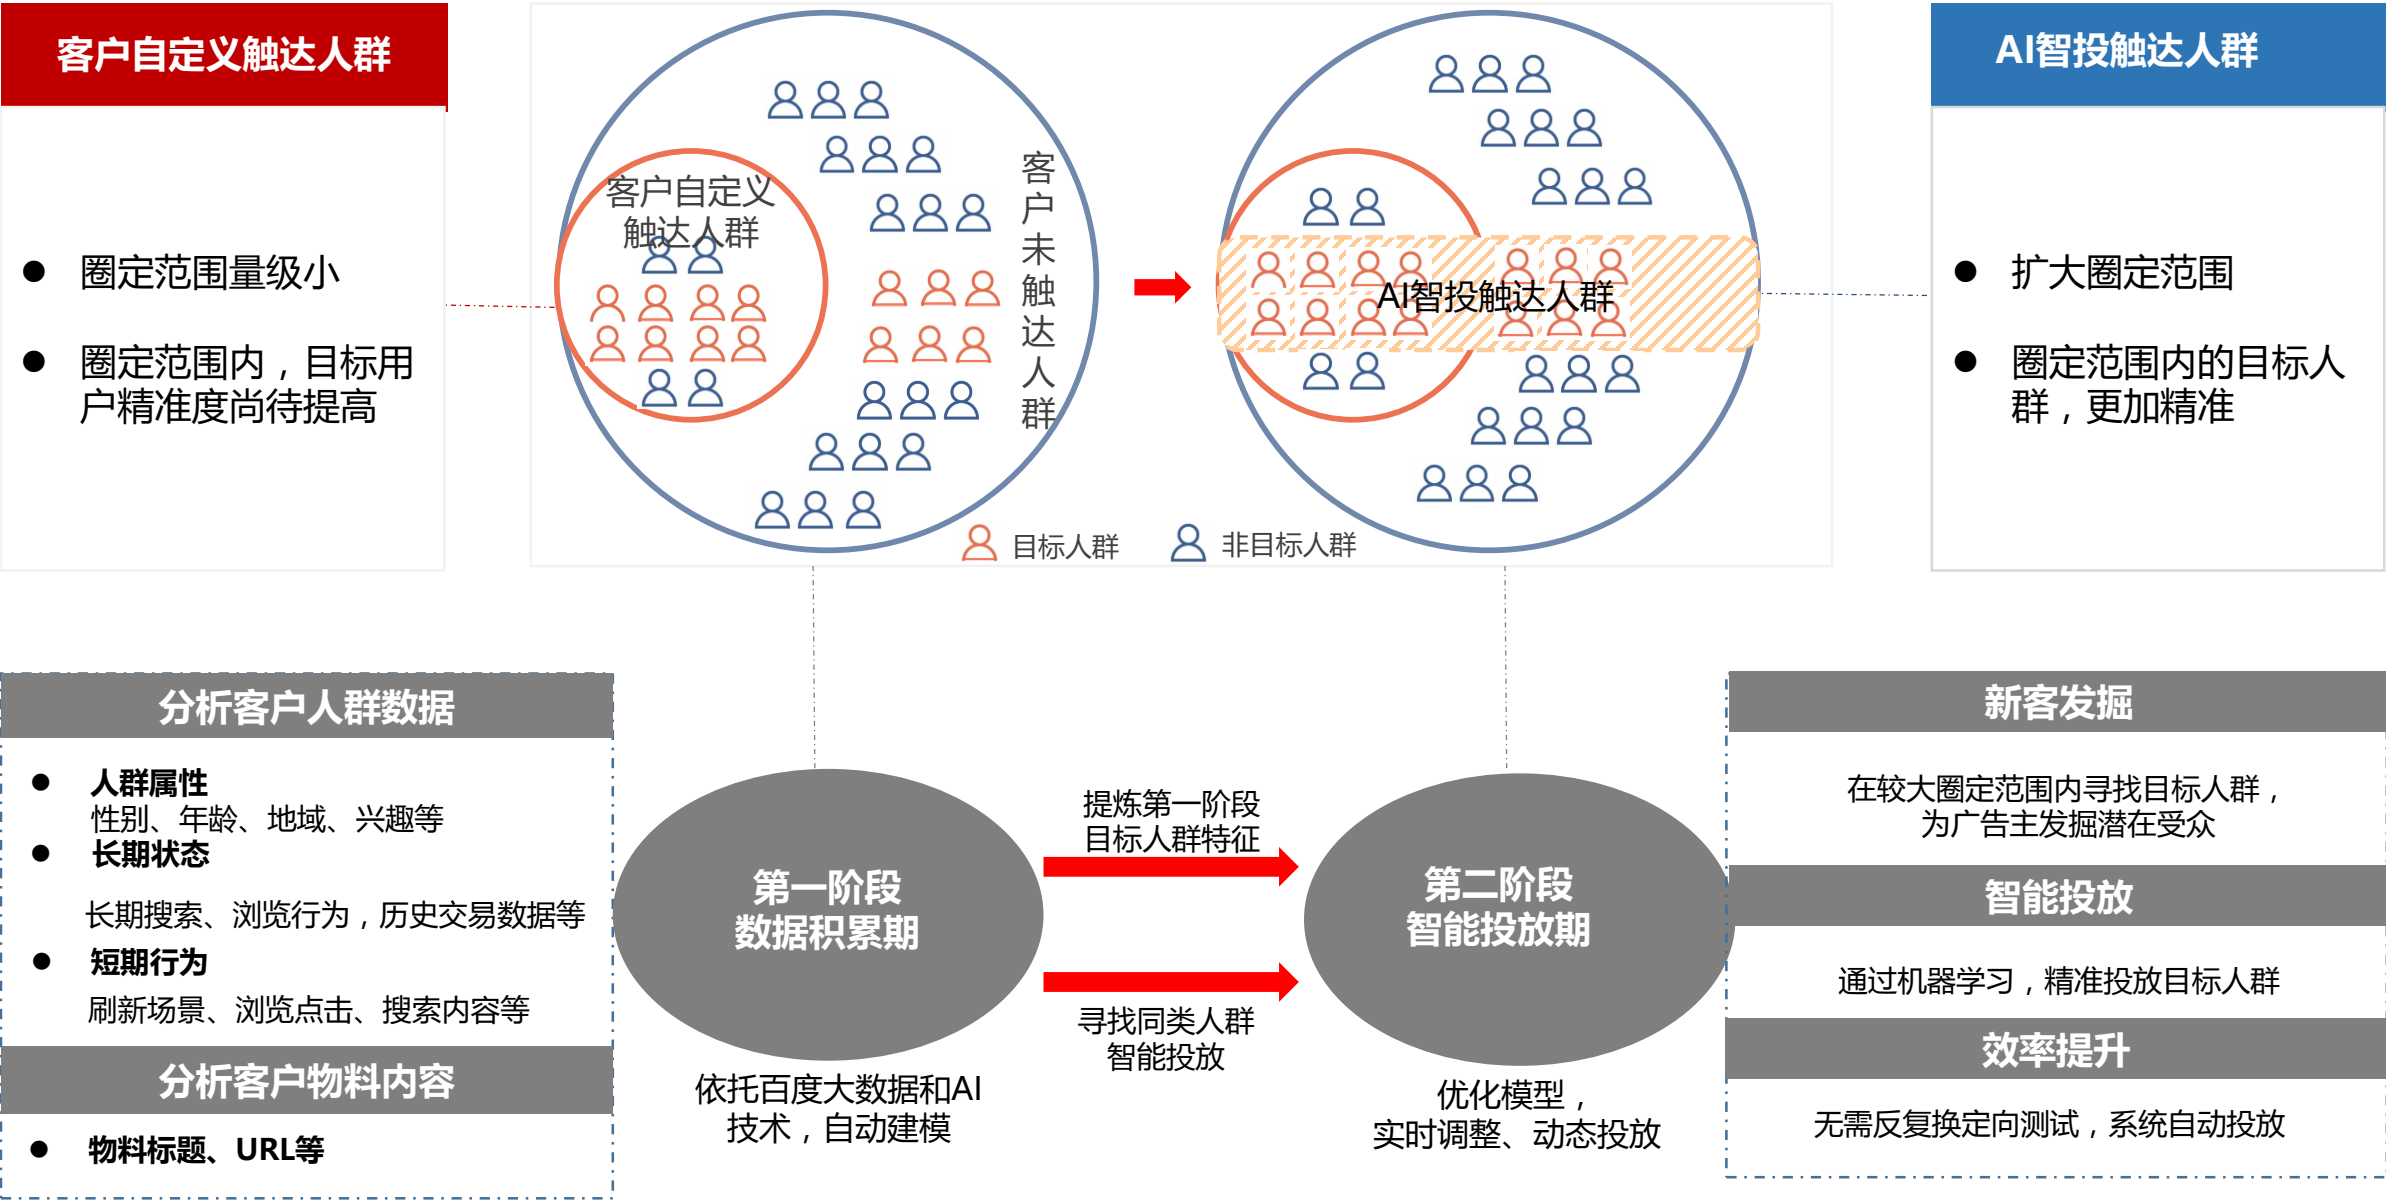 客户自定义触达人群
圈定范围量级小
圈定范围内，目标用
户精准度尚待提高
客户自定义
触达人群
客户未触达人群
AI智投触达人群
目标人群
非目标人群
AI智投触达人群
扩大圈定范围
圈定范围内的目标人
群，更加精准
分析客户人群数据
人群属性
性别、年龄、地域、兴趣等
长期状态
长期搜索、浏览行为，历史交易数据等
短期行为
刷新场景、浏览点击、搜索内容等
分析客户物料内容
物料标题、URL等
第一阶段
数据积累期
依托百度大数据和AI
技术，自动建模
提炼第一阶段
目标人群特征
寻找同类人群
智能投放
第二阶段
智能投放期
优化模型，
实时调整、动态投放
新客发掘
在较大圈定范围内寻找目标人群，
为广告主发掘潜在受众
智能投放
通过机器学习，精准投放目标人群
效率提升
无需反复换定向测试，系统自动投放